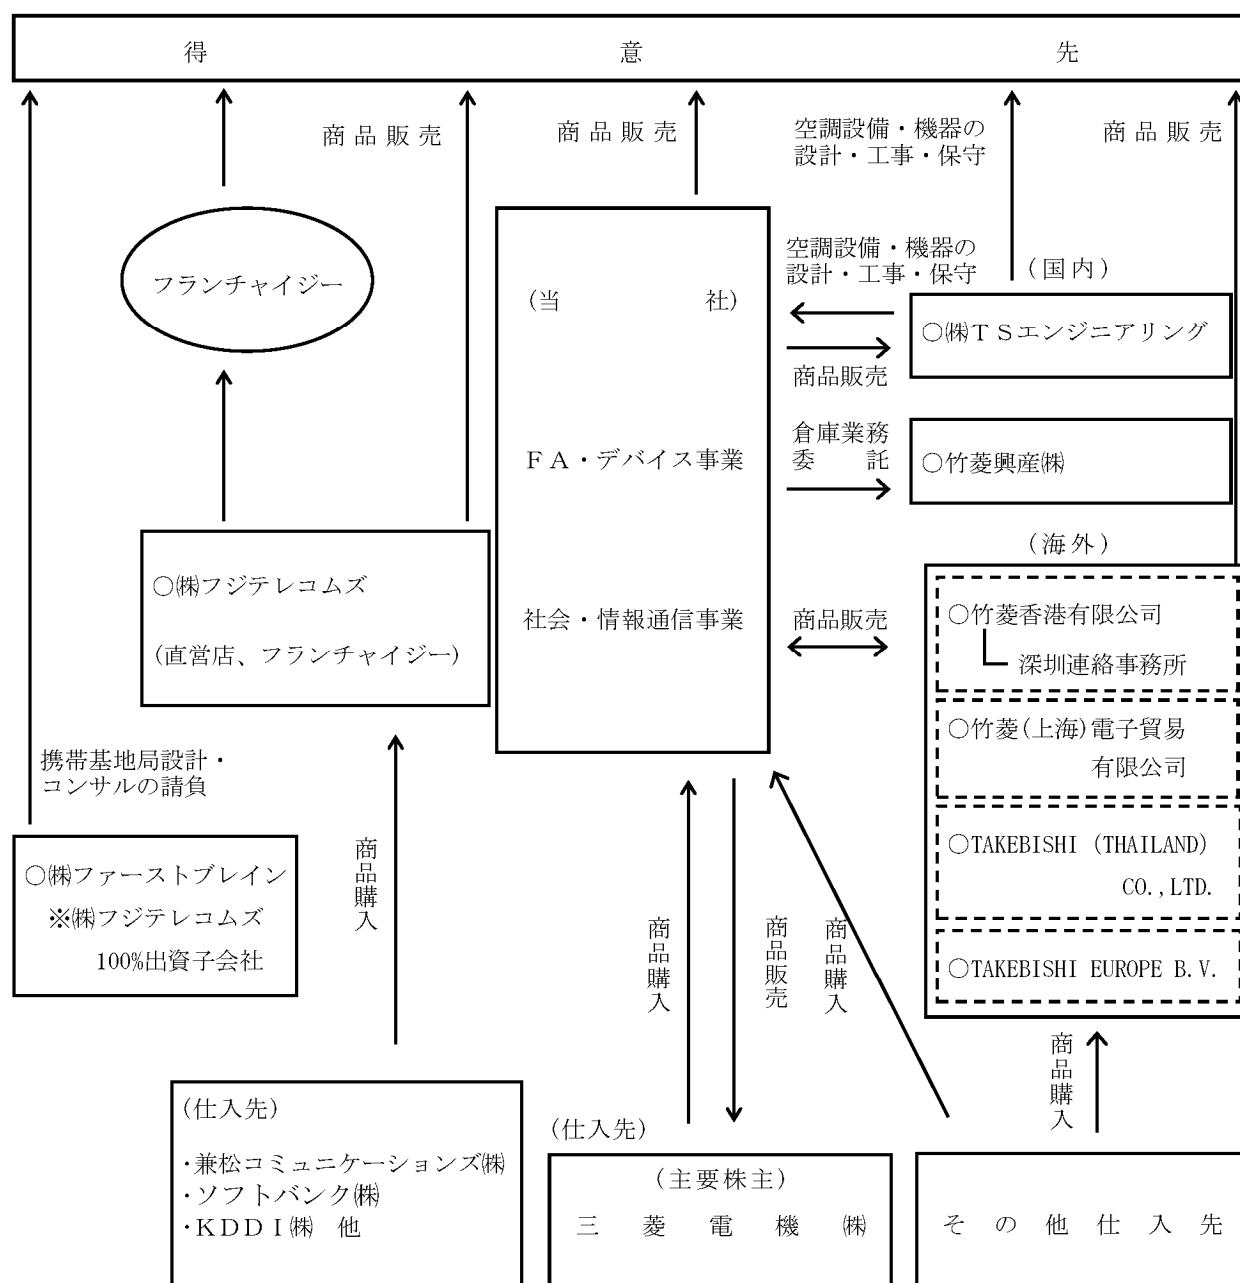 得意先
商品販売
商品販売
空調設備・機器の
設計・工事・保守
商品販売
フランチャイジー
(当社)
FA・デバイス事業
社会・情報通信事業
空調設備・機器の
設計・工事・保守
(国内)
○㈱TSエンジニアリング
商品販売
倉庫業務
委託
○竹菱興産㈱
(海外)
○㈱フジテレコムズ
(直営店、フランチャイジー)
商品販売
○竹菱香港有限公司
深圳連絡事務所
○竹菱(上海)電子貿易
有限公司
○TAKEBISHI (THAILAND)
CO.,LTD.
○TAKEBISHI EUROPE B.V.
携帯基地局設計・
コンサルの請負
○㈱ファーストブレイン
※㈱フジテレコムズ
100%出資子会社
商品購入
商品購入
商品販売
商品購入
商品購入
(仕入先)
・兼松コミュニケーションズ㈱
・ソフトバンク㈱
・KDDI㈱ 他
(仕入先)
(主要株主)
三菱電機㈱
その他仕入先